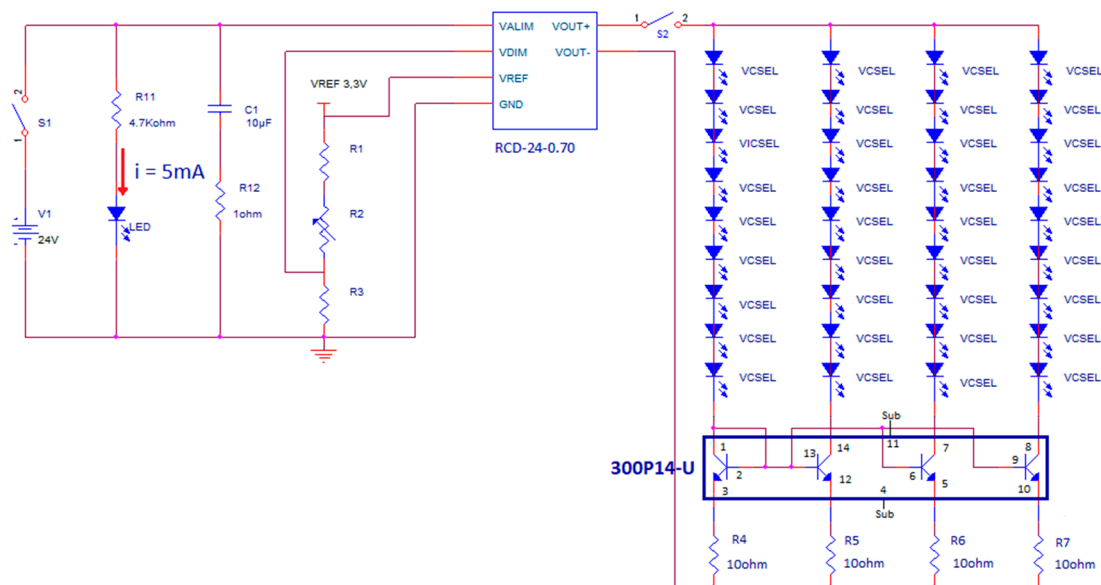 VALIM VOUT+
VDIM VOUT-
VREF
GND
RCD-24-0.70
1
2
S2
2
S1
1
V1
24V
R11
4.7Kohm
i = 5mA
LED
C1
10µF
R12
1ohm
VREF 3,3V
R1
R2
R3
VCSEL VCSEL VCSEL VCSEL
VCSEL VCSEL VCSEL VCSEL
VICSEL VCSEL VCSEL VCSEL
VCSEL VCSEL VCSEL VCSEL
VCSEL VCSEL VCSEL VCSEL
VCSEL VCSEL VCSEL VCSEL
VCSEL VCSEL VCSEL VCSEL
VCSEL VCSEL VCSEL VCSEL
VCSEL VCSEL VCSEL VCSEL
Sub
11
300P14-U
1 14 7 8
2 13 6 9
3 12 5 10
4
Sub
R4 R5 R6 R7
10ohm 10ohm 10ohm 10ohm